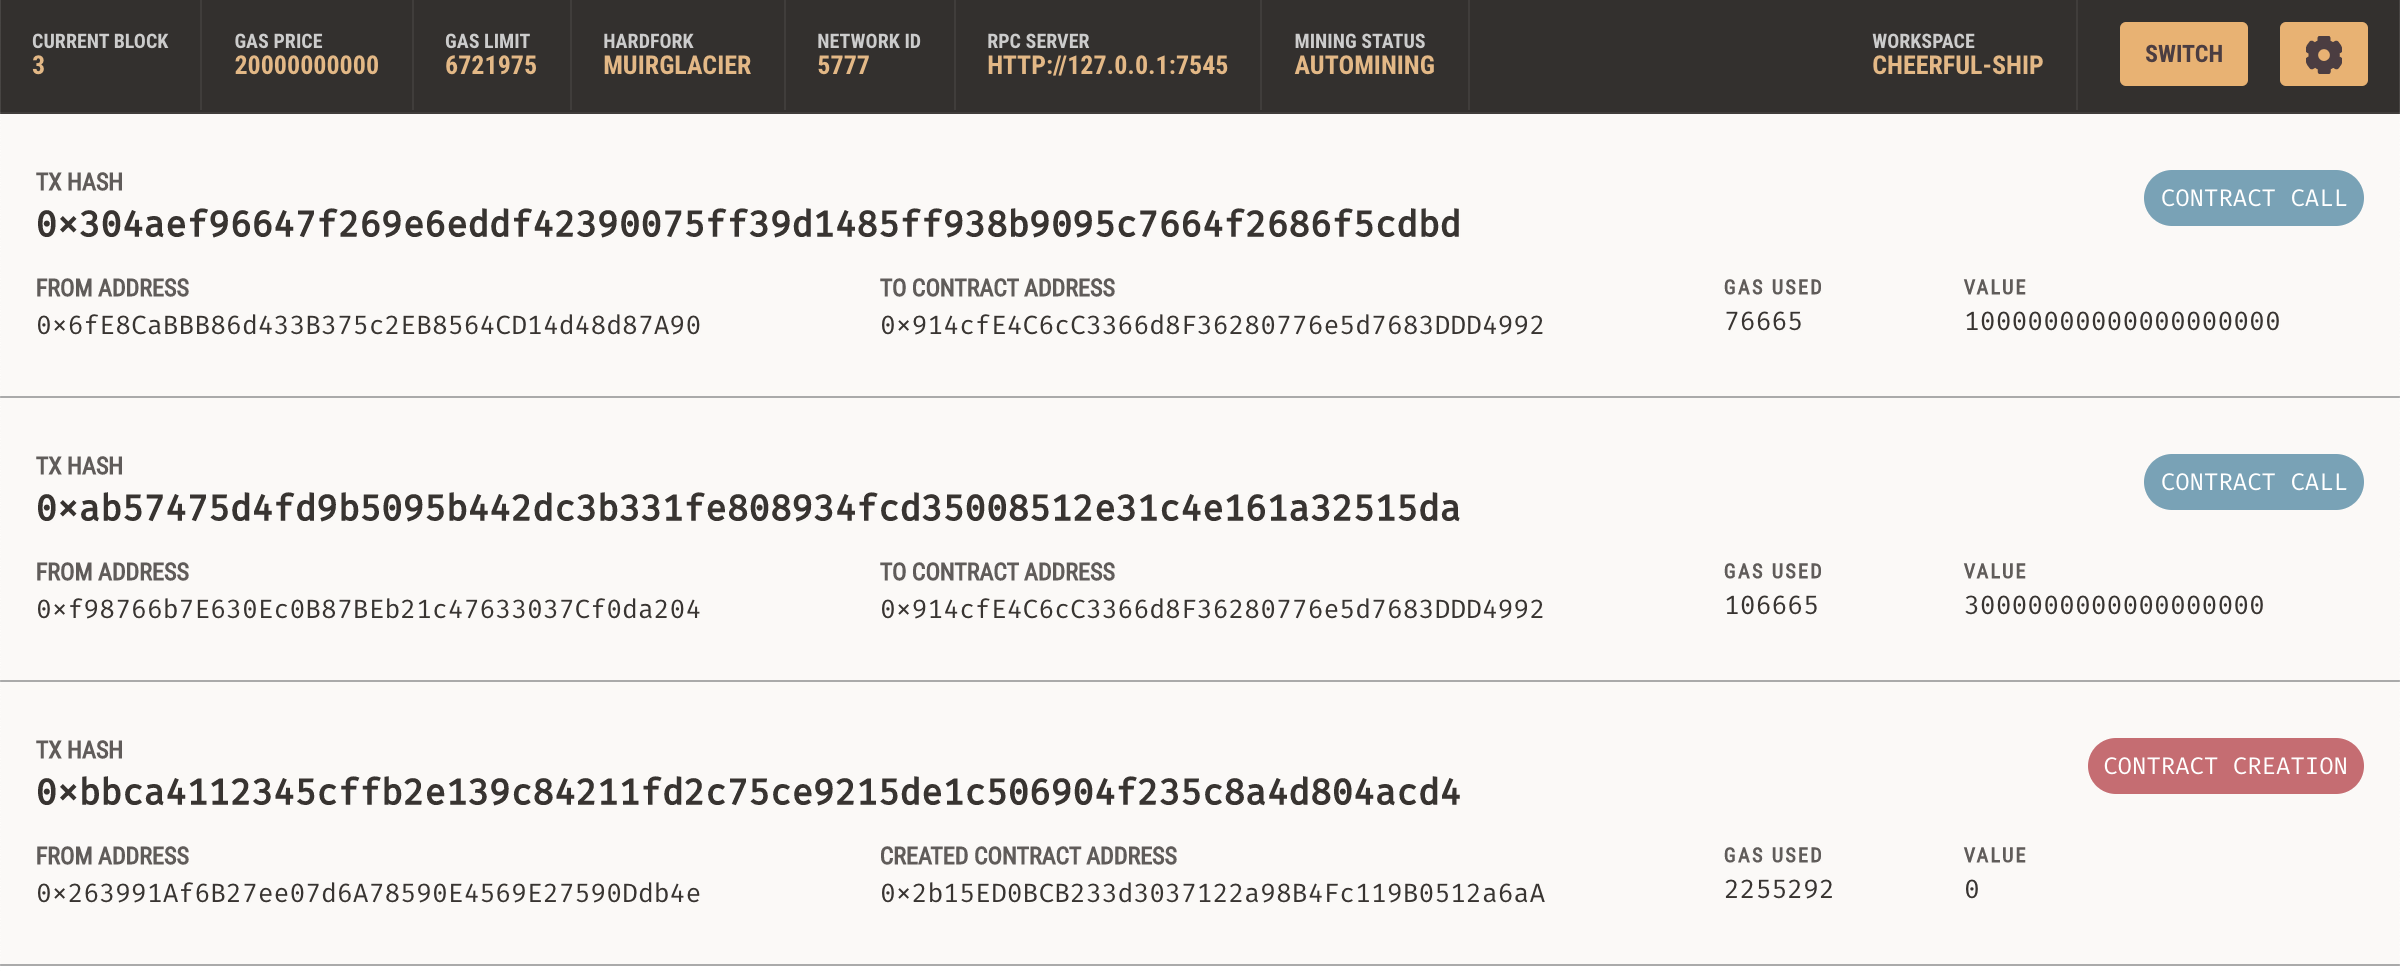 CURRENT BLOCK
3
GAS PRICE
20000000000
GAS LIMIT
6721975
HARDFORK
MUIRGLACIER
NETWORK ID
5777
RPC SERVER
HTTP://127.0.0.1:7545
MINING STATUS
AUTOMINING
WORKSPACE
CHEERFUL-SHIP
SWITCH
TX HASH
0×304aef96647f269e6eddf42390075ff39d1485ff938b9095c7664f2686f5cdbd
CONTRACT CALL
FROM ADDRESS
0×6fE8CaBBB86d433B375c2EB8564CD14d48d87A90
TO CONTRACT ADDRESS
0×914cfE4C6cC3366d8F36280776e5d7683DDD4992
GAS USED
76665
VALUE
10000000000000000000
TX HASH
0×ab57475d4fd9b5095b442dc3b331fe808934fcd35008512e31c4e161a32515da
CONTRACT CALL
FROM ADDRESS
0×f98766b7E630Ec0B87BEb21c47633037Cf0da204
TO CONTRACT ADDRESS
0×914cfE4C6cC3366d8F36280776e5d7683DDD4992
GAS USED
106665
VALUE
3000000000000000000
TX HASH
0×bbca4112345cffb2e139c84211fd2c75ce9215de1c506904f235c8a4d804acd4
CONTRACT CREATION
FROM ADDRESS
0×263991Af6B27ee07d6A78590E4569E27590Ddb4e
CREATED CONTRACT ADDRESS
0×2b15ED0BCB233d3037122a98B4Fc119B0512a6aA
GAS USED
2255292
VALUE
0